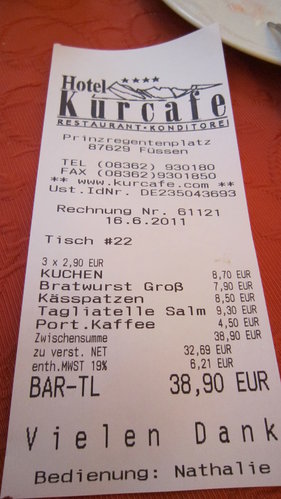 Hotel ★★★★
Kurcafe
RESTAURANT·KONDITOREI
Prinzregentenplatz
87629 Füssen
TEL (08362) 930180
FAX (08362)9301850
** www.kurcafe.com **
Ust.IdNr. DE235043693
Rechnung Nr. 61121
16.6.2011
Tisch #22
3 x 2,90 EUR
KUCHEN 8,70 EUR
Bratwurst Groß 7,90 EUR
Kässpatzen 8,50 EUR
Tagliatelle Salm 9,30 EUR
Port.Kaffee 4,50 EUR
Zwischensumme 38,90 EUR
zu verst. NET 32,69 EUR
enth.MWST 19% 6,21 EUR
BAR-TL 38,90 EUR
Vielen Dank
Bedienung: Nathalie